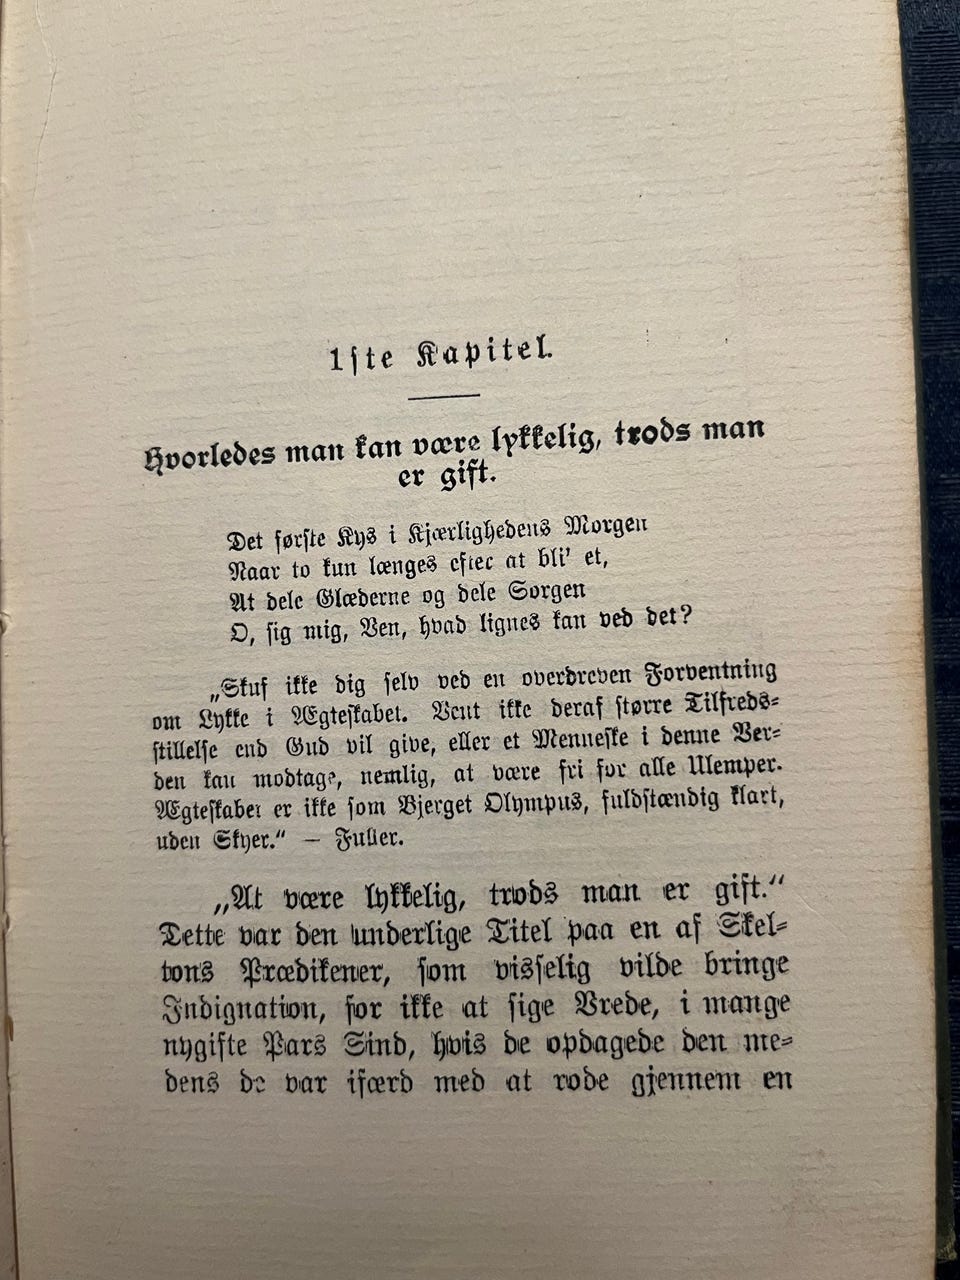 1ste Kapitel.
Hvorledes man kan være lykkelig, trods man
er gift.
Det første Kys i Kjærlighedens Morgen
Naar to kun længes efter at bli' et,
At dele Glæderne og dele Sorgen
O, sig mig, Ven, hvad lignes kan ved det?
„Skuf ikke dig selv ved en overdreven Forventning
om Lykke i Ægteskabet. Vent ikke deraf større Tilfreds-
stillelse end Gud vil give, eller et Menneske i denne Ver-
den kan modtage, nemlig, at være fri for alle Ulemper.
Ægteskabet er ikke som Bjerget Olympus, fuldstændig klart,
uden Skyer.“ — Fuller.
„At være lykkelig, trods man er gift.“
Dette var den underlige Titel paa en af Skel-
tons Prædikener, som visselig vilde bringe
Indignation, for ikke at sige Vrede, i mange
nygifte Pars Sind, hvis de opdagede den me-
dens de var ifærd med at rode gjennem en